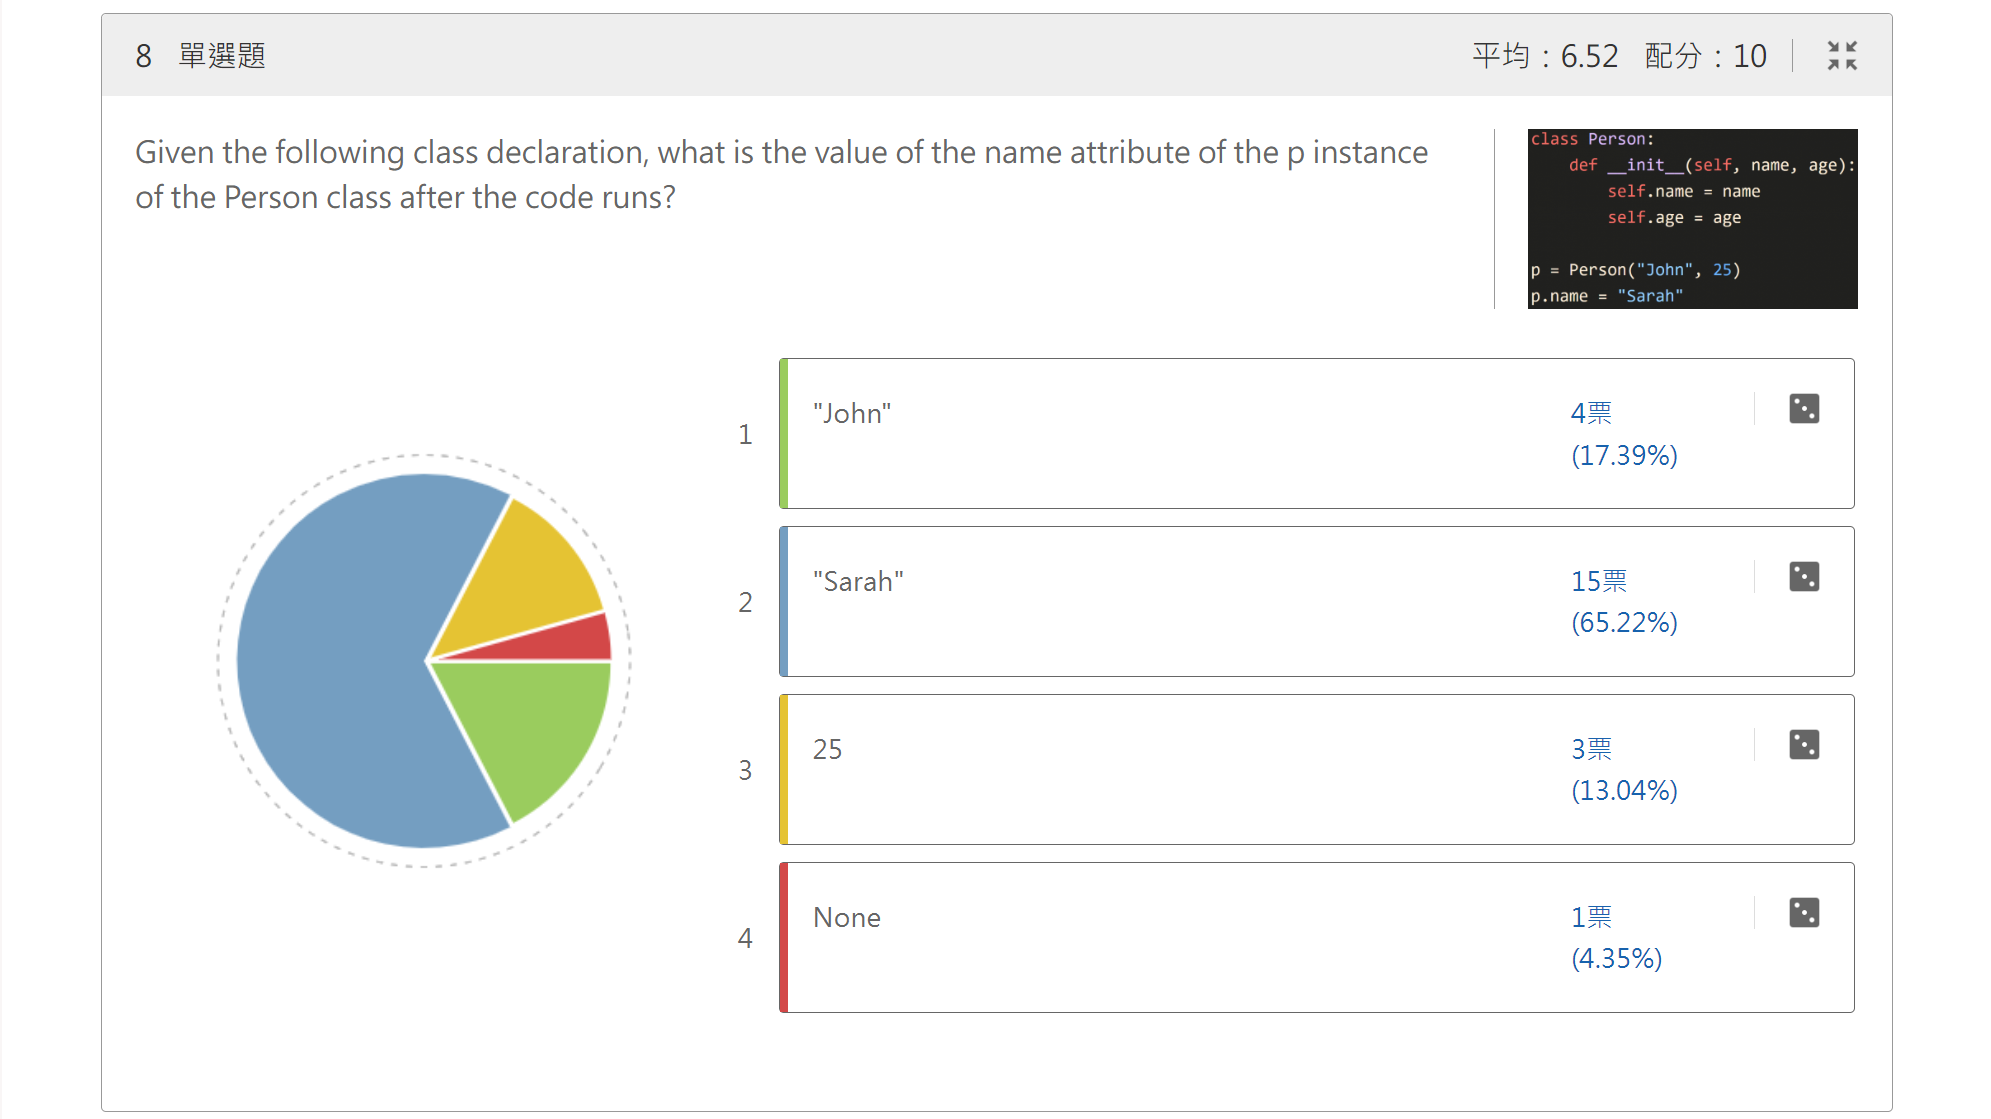 8 單選題 平均：6.52 配分：10
Given the following class declaration, what is the value of the name attribute of the p instance
of the Person class after the code runs?
class Person:
    def __init__(self, name, age):
        self.name = name
        self.age = age
p = Person("John", 25)
p.name = "Sarah"
1 "John" 4票
(17.39%)
2 "Sarah" 15票
(65.22%)
3 25 3票
(13.04%)
4 None 1票
(4.35%)